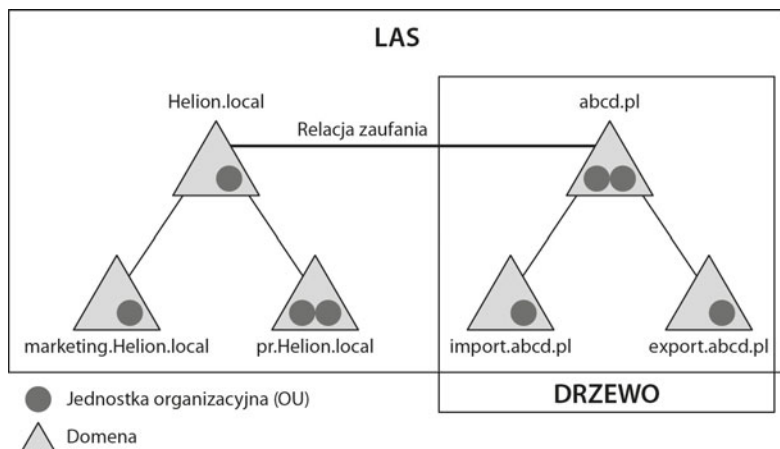 LAS
Helion.local
abcd.pl
Relacja zaufania
marketing.Helion.local
pr.Helion.local
import.abcd.pl
export.abcd.pl
DRZEWO
Jednostka organizacyjna (OU)
Domena